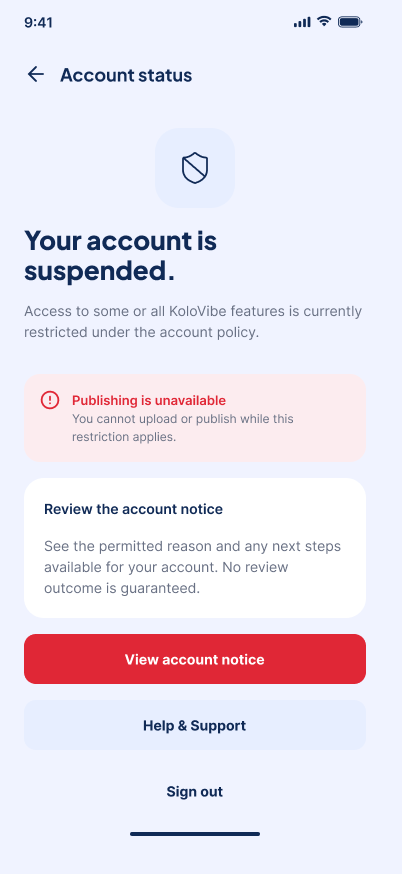 9:41
Account status
Your account is
suspended.
Access to some or all KoloVibe features is currently
restricted under the account policy.
Publishing is unavailable
You cannot upload or publish while this
restriction applies.
Review the account notice
See the permitted reason and any next steps
available for your account. No review
outcome is guaranteed.
View account notice
Help & Support
Sign out